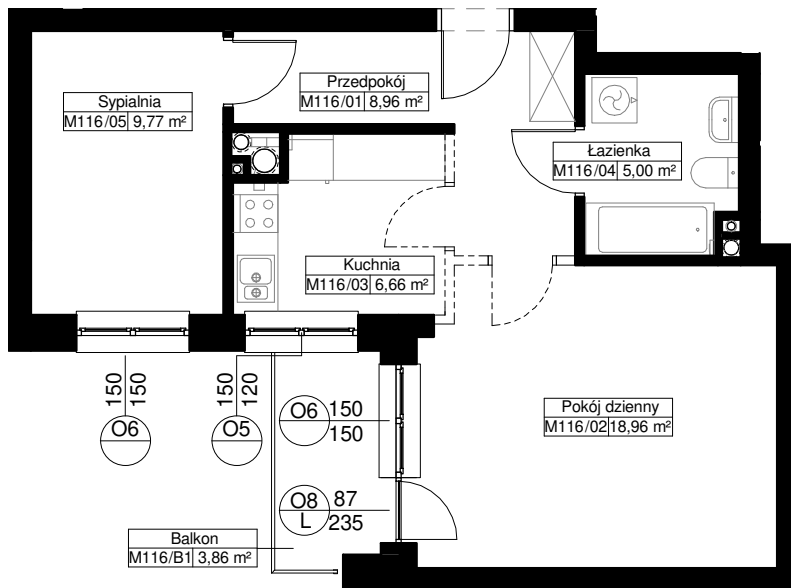 Przedpokój
M116/01 8,96 m²
Sypialnia
M116/05 9,77 m²
Łazienka
M116/04 5,00 m²
Kuchnia
M116/03 6,66 m²
150
150
O6
150
120
O5
O6 150
150
Pokój dzienny
M116/02 18,96 m²
O8 87
L 235
Balkon
M116/B1 3,86 m²